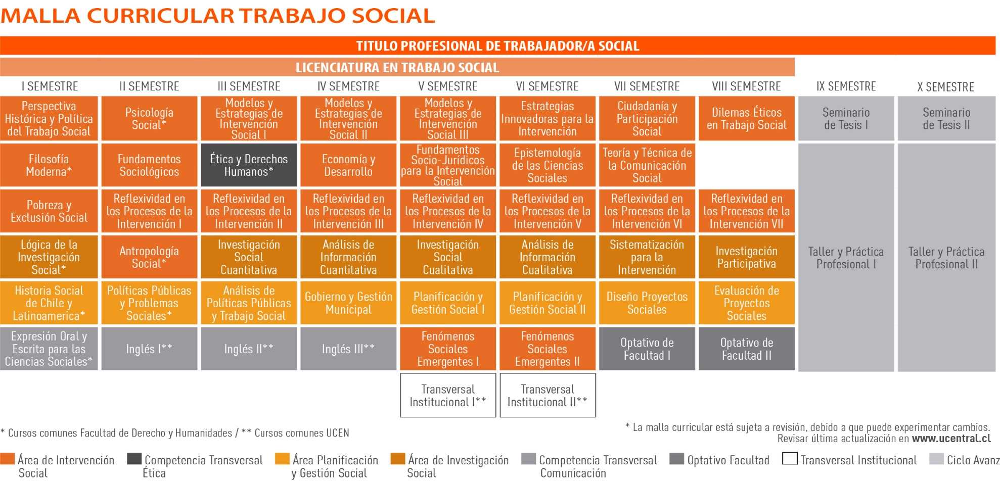 MALLA CURRICULAR TRABAJO SOCIAL
TITULO PROFESIONAL DE TRABAJADOR/A SOCIAL
LICENCIATURA EN TRABAJO SOCIAL
I SEMESTRE
II SEMESTRE
III SEMESTRE
IV SEMESTRE
V SEMESTRE
VI SEMESTRE
VII SEMESTRE
VIII SEMESTRE
IX SEMESTRE
X SEMESTRE
Perspectiva
Histórica y Política
del Trabajo Social
Psicología
Social*
Modelos y
Estrategias de
Intervención
Social I
Modelos y
Estrategias de
Intervención
Social II
Modelos y
Estrategias de
Intervención
Social III
Estrategias
Innovadoras para la
Intervención
Ciudadanía y
Participación
Social
Dilemas Éticos
en Trabajo Social
Seminario
de Tesis I
Seminario
de Tesis II
Filosofía
Moderna*
Fundamentos
Sociológicos
Ética y Derechos
Humanos*
Economía y
Desarrollo
Fundamentos
Socio-Jurídicos
para la Intervención
Social
Epistemología
de las Ciencias
Sociales
Teoría y Técnica de
la Comunicación
Social
Pobreza y
Exclusión Social
Reflexividad en
los Procesos de la
Intervención I
Reflexividad en
los Procesos de la
Intervención II
Reflexividad en
los Procesos de la
Intervención III
Reflexividad en
los Procesos de la
Intervención IV
Reflexividad en
los Procesos de la
Intervención V
Reflexividad en
los Procesos de la
Intervención VI
Reflexividad en
los Procesos de la
Intervención VII
Lógica de la
Investigación
Social*
Antropología
Social*
Investigación
Social
Cuantitativa
Análisis de
Información
Cuantitativa
Investigación
Social
Cualitativa
Análisis de
Información
Cualitativa
Sistematización
para la
Intervención
Investigación
Participativa
Taller y Práctica
Profesional I
Taller y Práctica
Profesional II
Historia Social
de Chile y
Latinoamerica*
Políticas Públicas
y Problemas
Sociales*
Análisis de
Políticas Públicas
y Trabajo Social
Gobierno y Gestión
Municipal
Planificación y
Gestión Social I
Planificación y
Gestión Social II
Diseño Proyectos
Sociales
Evaluación de
Proyectos
Sociales
Expresión Oral y
Escrita para las
Ciencias Sociales*
Inglés I**
Inglés II**
Inglés III**
Fenómenos
Sociales
Emergentes I
Fenómenos
Sociales
Emergentes II
Optativo de
Facultad I
Optativo de
Facultad II
Transversal
Institucional I**
Transversal
Institucional II**
* Cursos comunes Facultad de Derecho y Humanidades / ** Cursos comunes UCEN
* La malla curricular está sujeta a revisión, debido a que puede experimentar cambios.
Revisar última actualización en www.ucentral.cl
Área de Intervención
Social
Competencia Transversal
Ética
Área Planificación
y Gestión Social
Área de Investigación
Social
Competencia Transversal
Comunicación
Optativo Facultad
Transversal Institucional
Ciclo Avanz